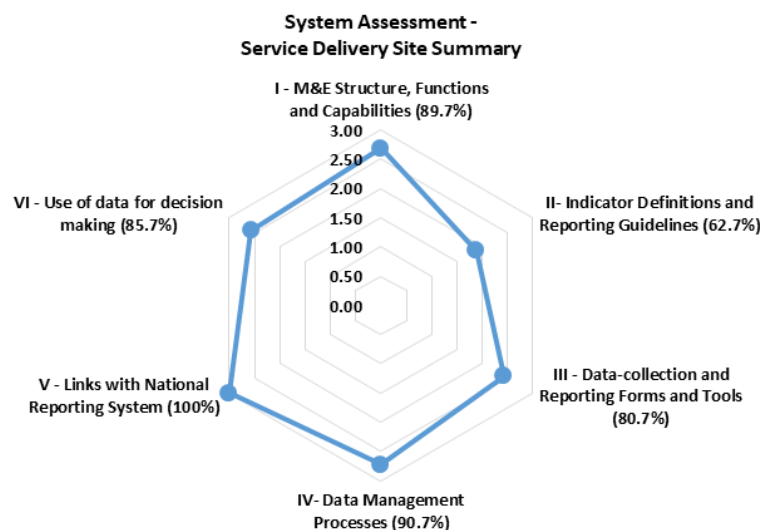 System Assessment -
Service Delivery Site Summary
I - M&E Structure, Functions
and Capabilities (89.7%)
3.00
2.50
2.00
1.50
1.00
0.50
0.00
II- Indicator Definitions and
Reporting Guidelines (62.7%)
III - Data-collection and
Reporting Forms and Tools
(80.7%)
IV- Data Management
Processes (90.7%)
V - Links with National
Reporting System (100%)
VI - Use of data for decision
making (85.7%)